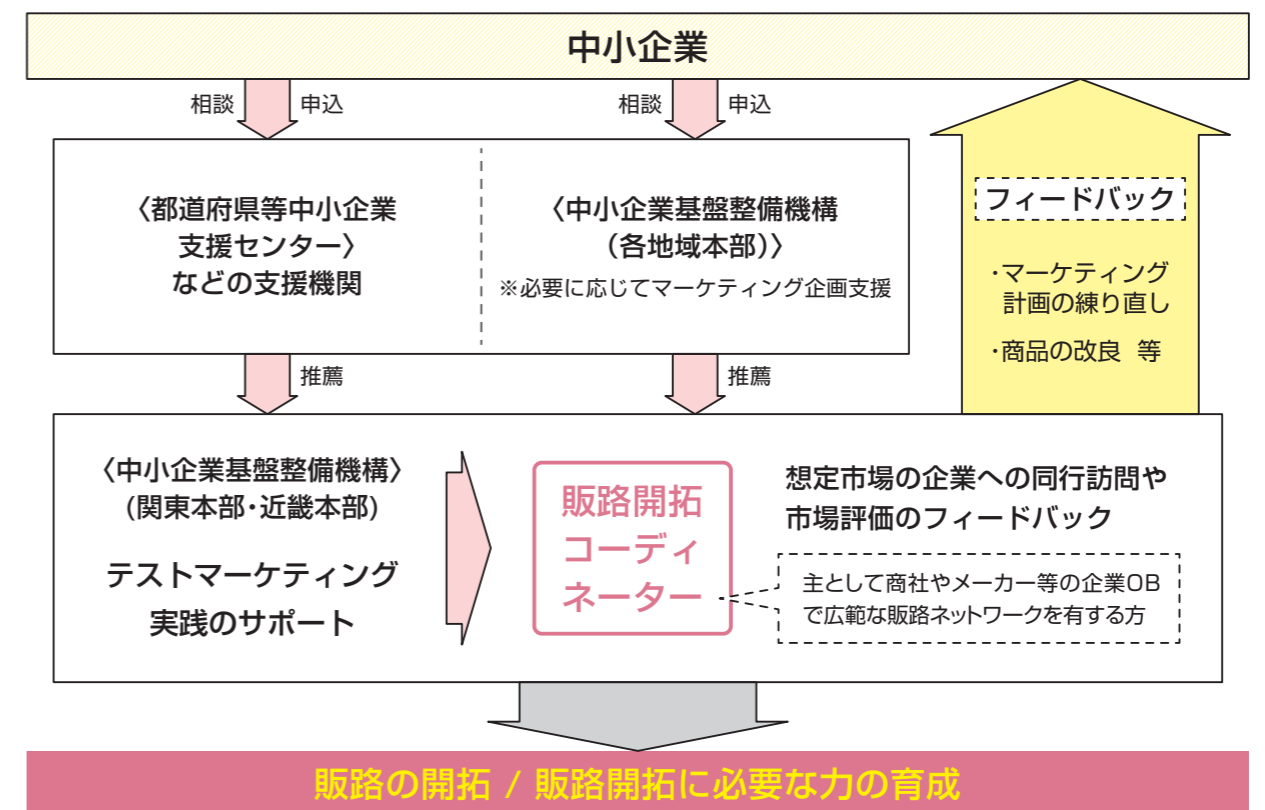 中小企業
相談 申込
相談 申込
〈都道府県等中小企業
支援センター〉
などの支援機関
〈中小企業基盤整備機構
（各地域本部）〉
※必要に応じてマーケティング企画支援
フィードバック
・マーケティング
計画の練り直し
・商品の改良 等
推薦
推薦
〈中小企業基盤整備機構〉
(関東本部・近畿本部)
テストマーケティング
実践のサポート
販路開拓
コーディ
ネーター
想定市場の企業への同行訪問や
市場評価のフィードバック
主として商社やメーカー等の企業OB
で広範な販路ネットワークを有する方
販路の開拓 / 販路開拓に必要な力の育成